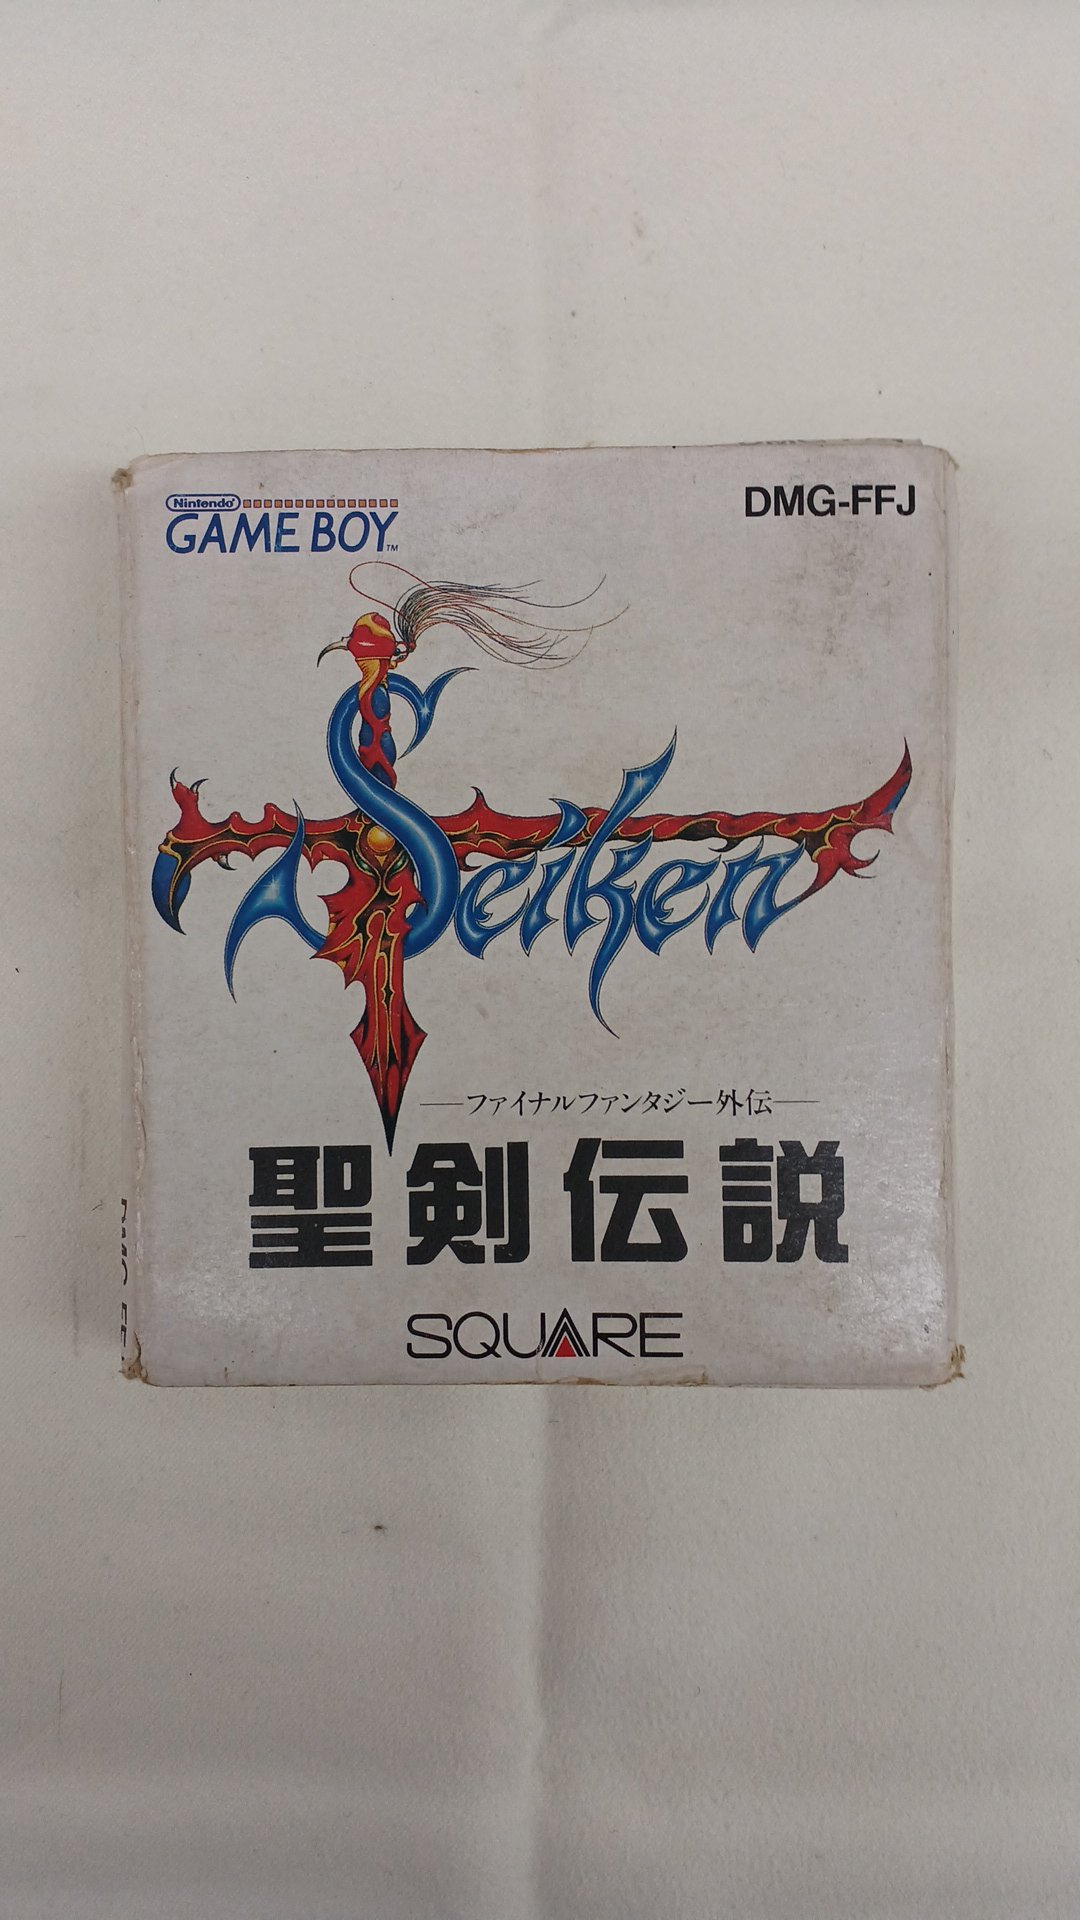 Nintendo
GAME BOY™
DMG-FFJ
Seiken
—ファイナルファンタジー外伝—
聖剣伝説
SQUARE